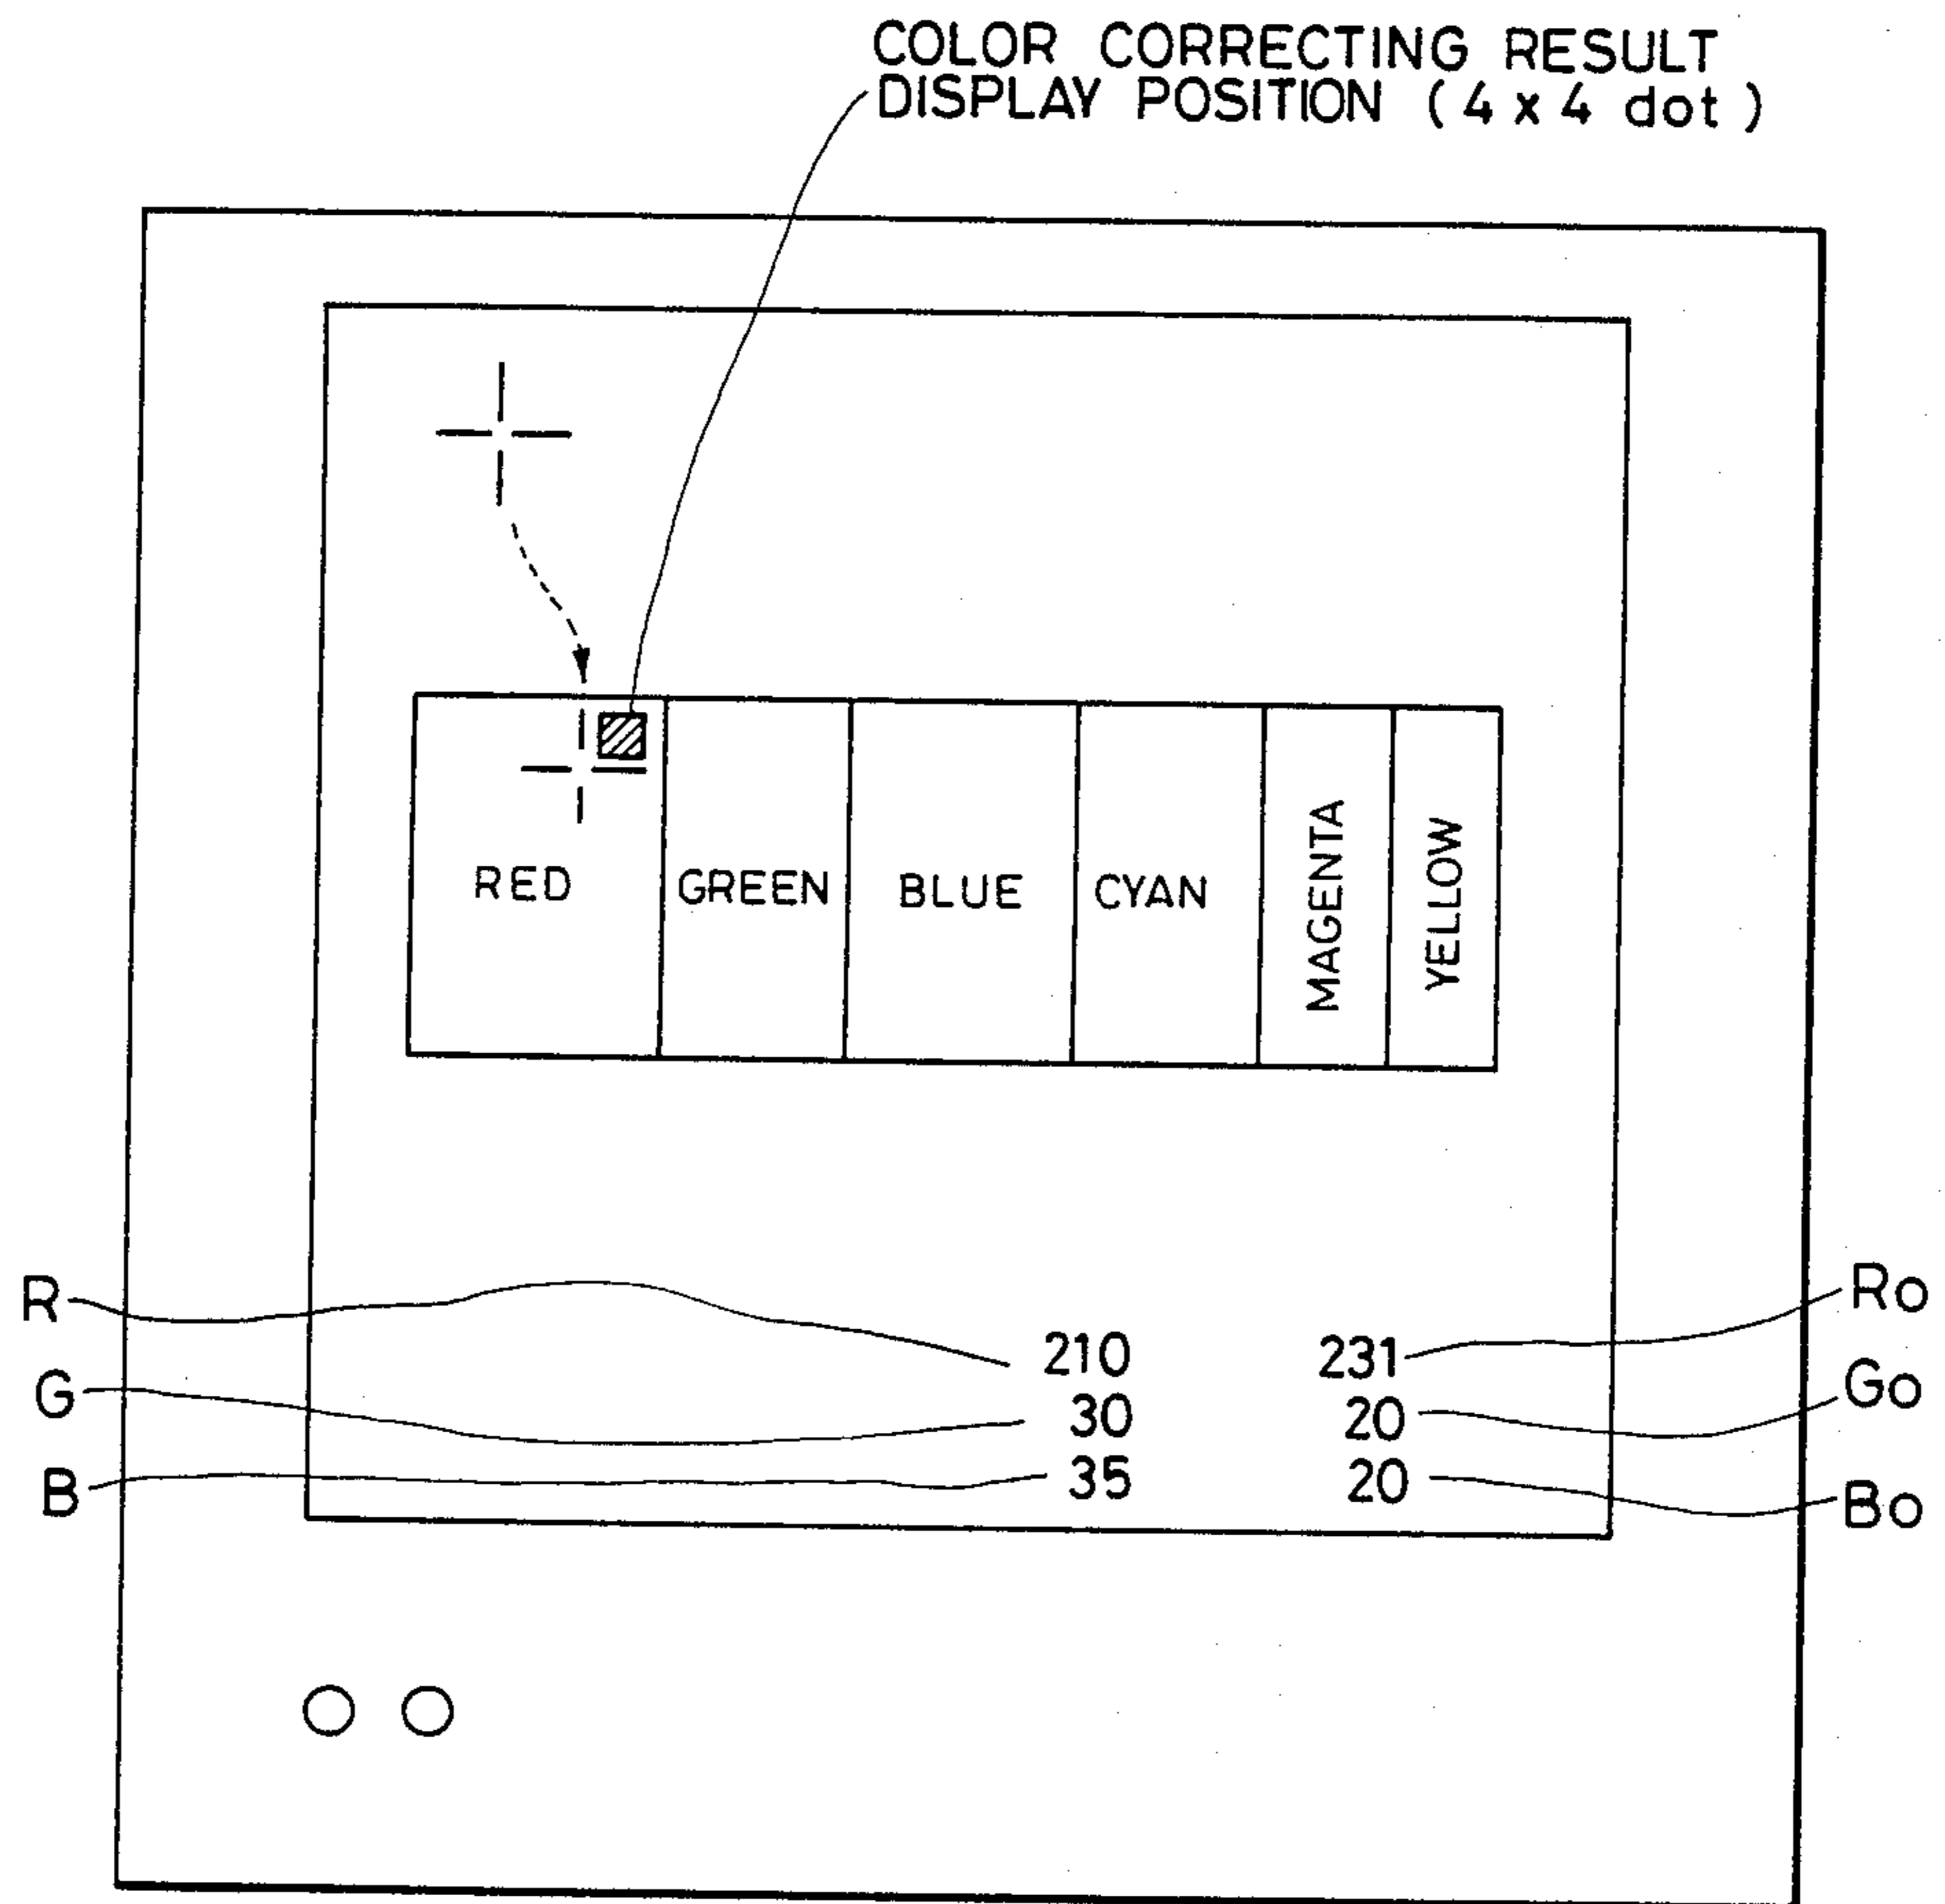 COLOR CORRECTING RESULT
DISPLAY POSITION (4 x 4 dot)
RED GREEN BLUE CYAN MAGENTA YELLOW
R 210 231 Ro
G 30 20 Go
B 35 20 Bo